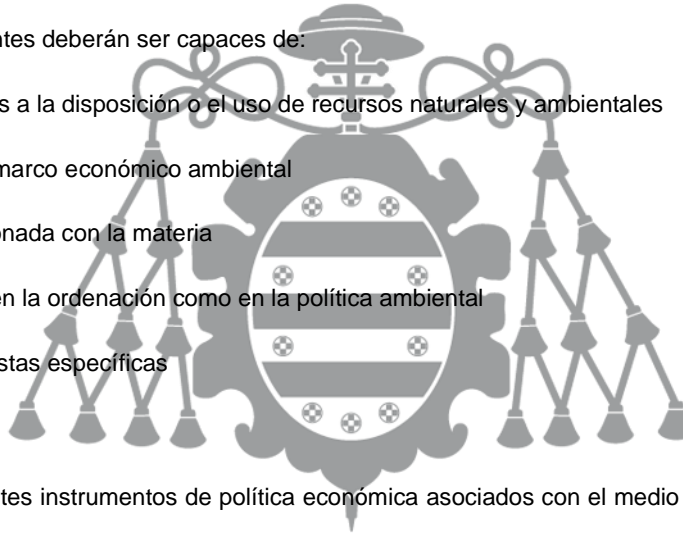 ntes deberán ser capaces de:
s a la disposición o el uso de recursos naturales y ambientales
marco económico ambiental
onada con la materia
en la ordenación como en la política ambiental
stas específicas
tes instrumentos de política económica asociados con el medio